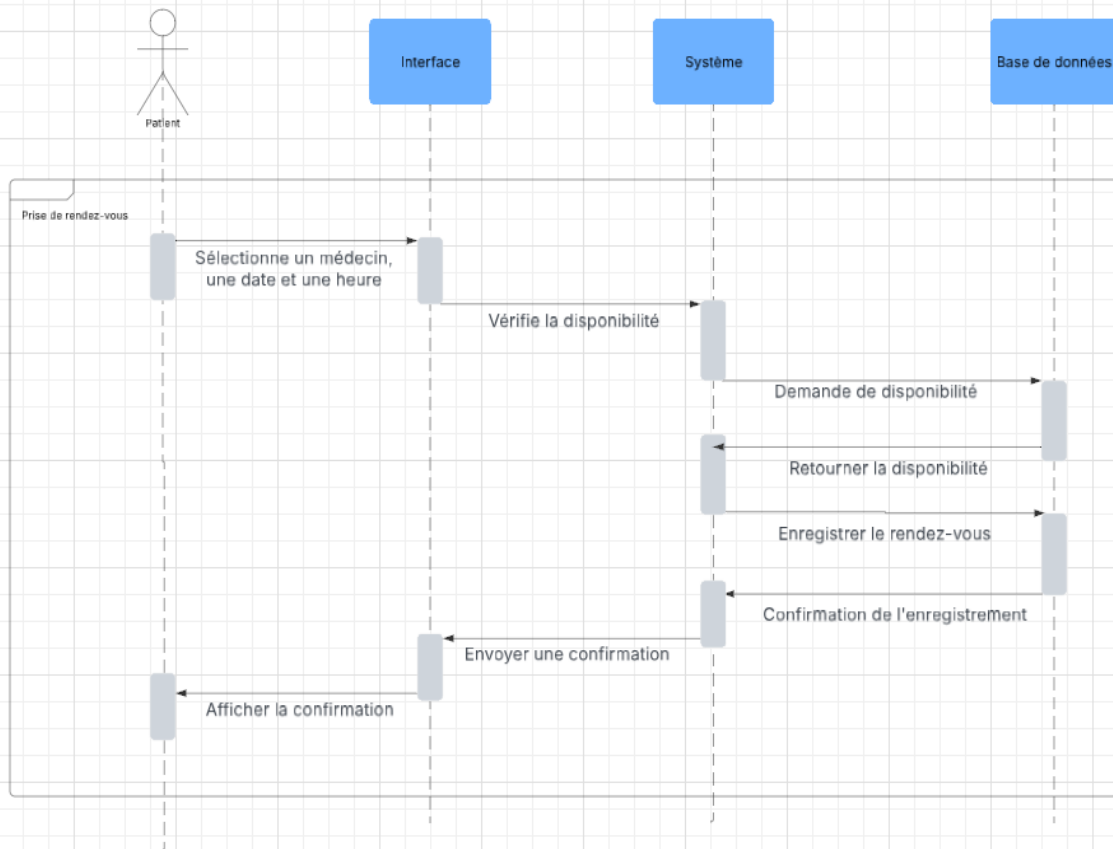 Interface
Système
Base de données
Patient
Prise de rendez-vous
Sélectionne un médecin,
une date et une heure
Vérifie la disponibilité
Demande de disponibilité
Retourner la disponibilité
Enregistrer le rendez-vous
Confirmation de l'enregistrement
Envoyer une confirmation
Afficher la confirmation